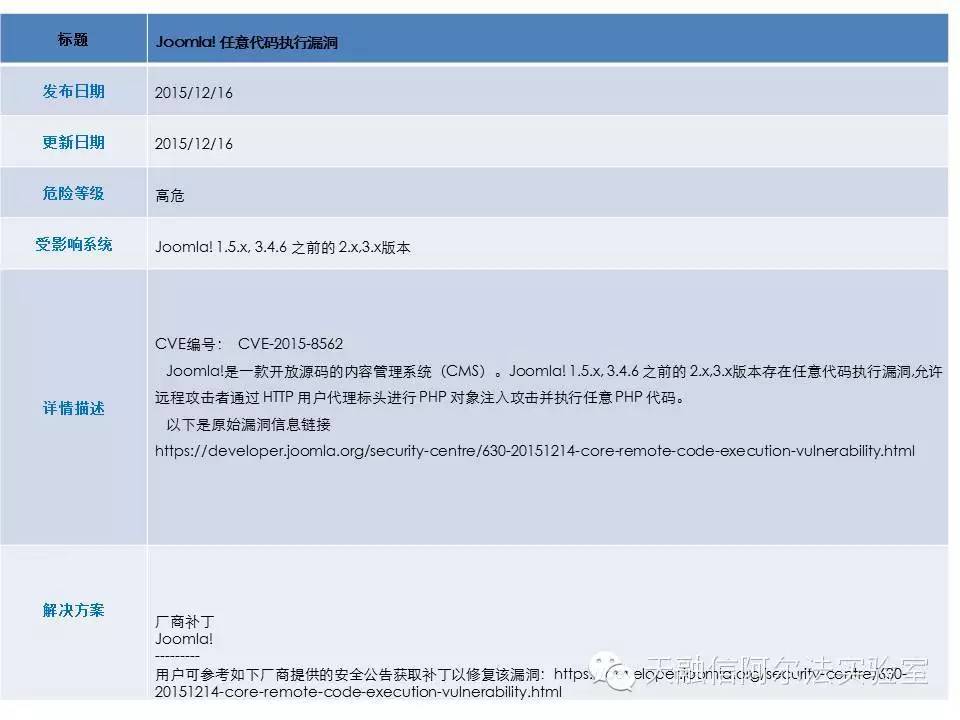 标题
Joomla! 任意代码执行漏洞
发布日期
2015/12/16
更新日期
2015/12/16
危险等级
高危
受影响系统
Joomla! 1.5.x, 3.4.6 之前的 2.x,3.x版本
详情描述
CVE编号： CVE-2015-8562
Joomla!是一款开放源码的内容管理系统（CMS）。Joomla! 1.5.x, 3.4.6 之前的 2.x,3.x版本存在任意代码执行漏洞,允许
远程攻击者通过 HTTP 用户代理标头进行 PHP 对象注入攻击并执行任意 PHP 代码。
以下是原始漏洞信息链接
https://developer.joomla.org/security-centre/630-20151214-core-remote-code-execution-vulnerability.html
解决方案
厂商补丁
Joomla!
---------
用户可参考如下厂商提供的安全公告获取补丁以修复该漏洞：https://developer.joomla.org/security-centre/630-
20151214-core-remote-code-execution-vulnerability.html
天融信阿尔法实验室